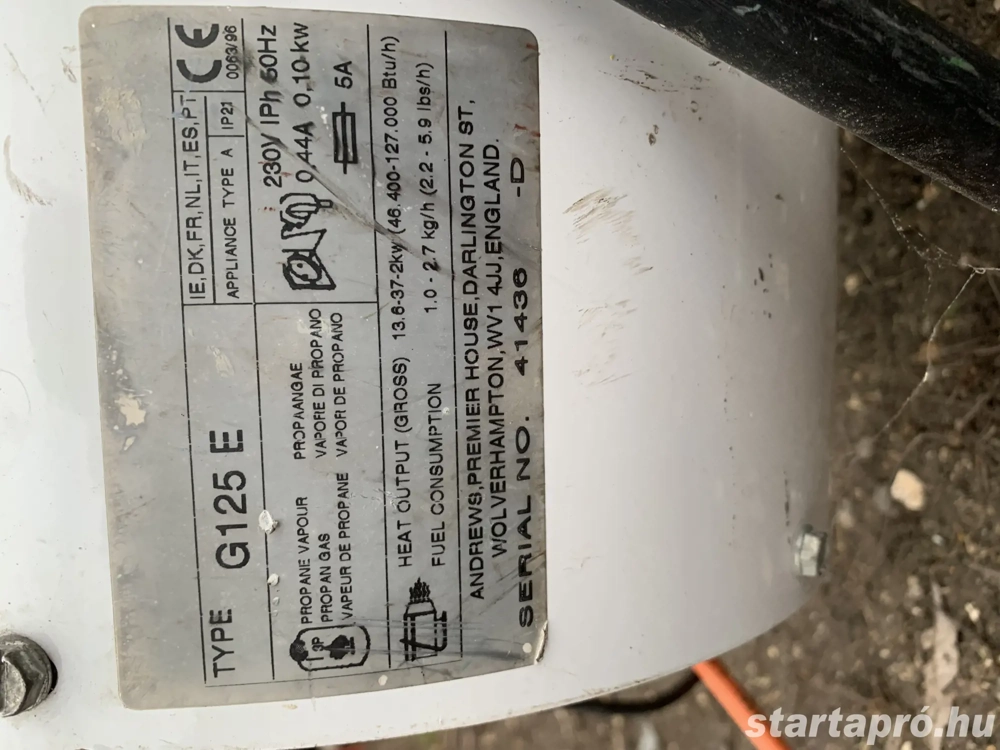 TYPE G125 E
IE,DK,FR,NL,IT,ES,PT
APPLIANCE TYPE A IP21
CE
0063/96
PROPANE VAPOUR PROPAANGAE
PROPAN GAS VAPORE DI PROPANO
VAPEUR DE PROPANE VAPOR DE PROPANO
230V IPh 50Hz
0,44A 0,10 kw
5A
HEAT OUTPUT (GROSS) 13.6-37-2kw (46.400-127.000 Btu/h)
FUEL CONSUMPTION 1.0 - 2.7 kg/h (2.2 - 5.9 lbs/h)
ANDREWS,PREMIER HOUSE,DARLINGTON ST,
WOLVERHAMPTON,WV1 4JJ,ENGLAND.
SERIAL NO. 41436 -D
startapró.hu